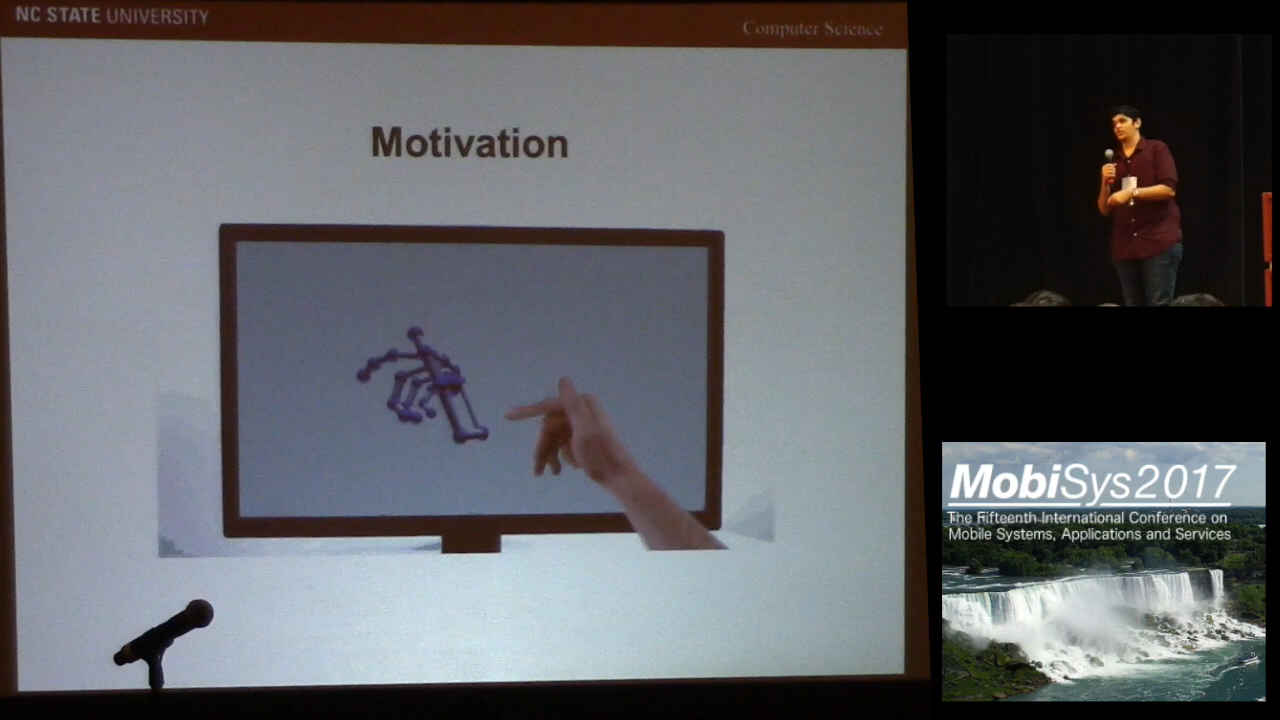 NC STATE UNIVERSITY
Computer Science
Motivation
MobiSys2017
The Fifteenth International Conference on
Mobile Systems, Applications and Services